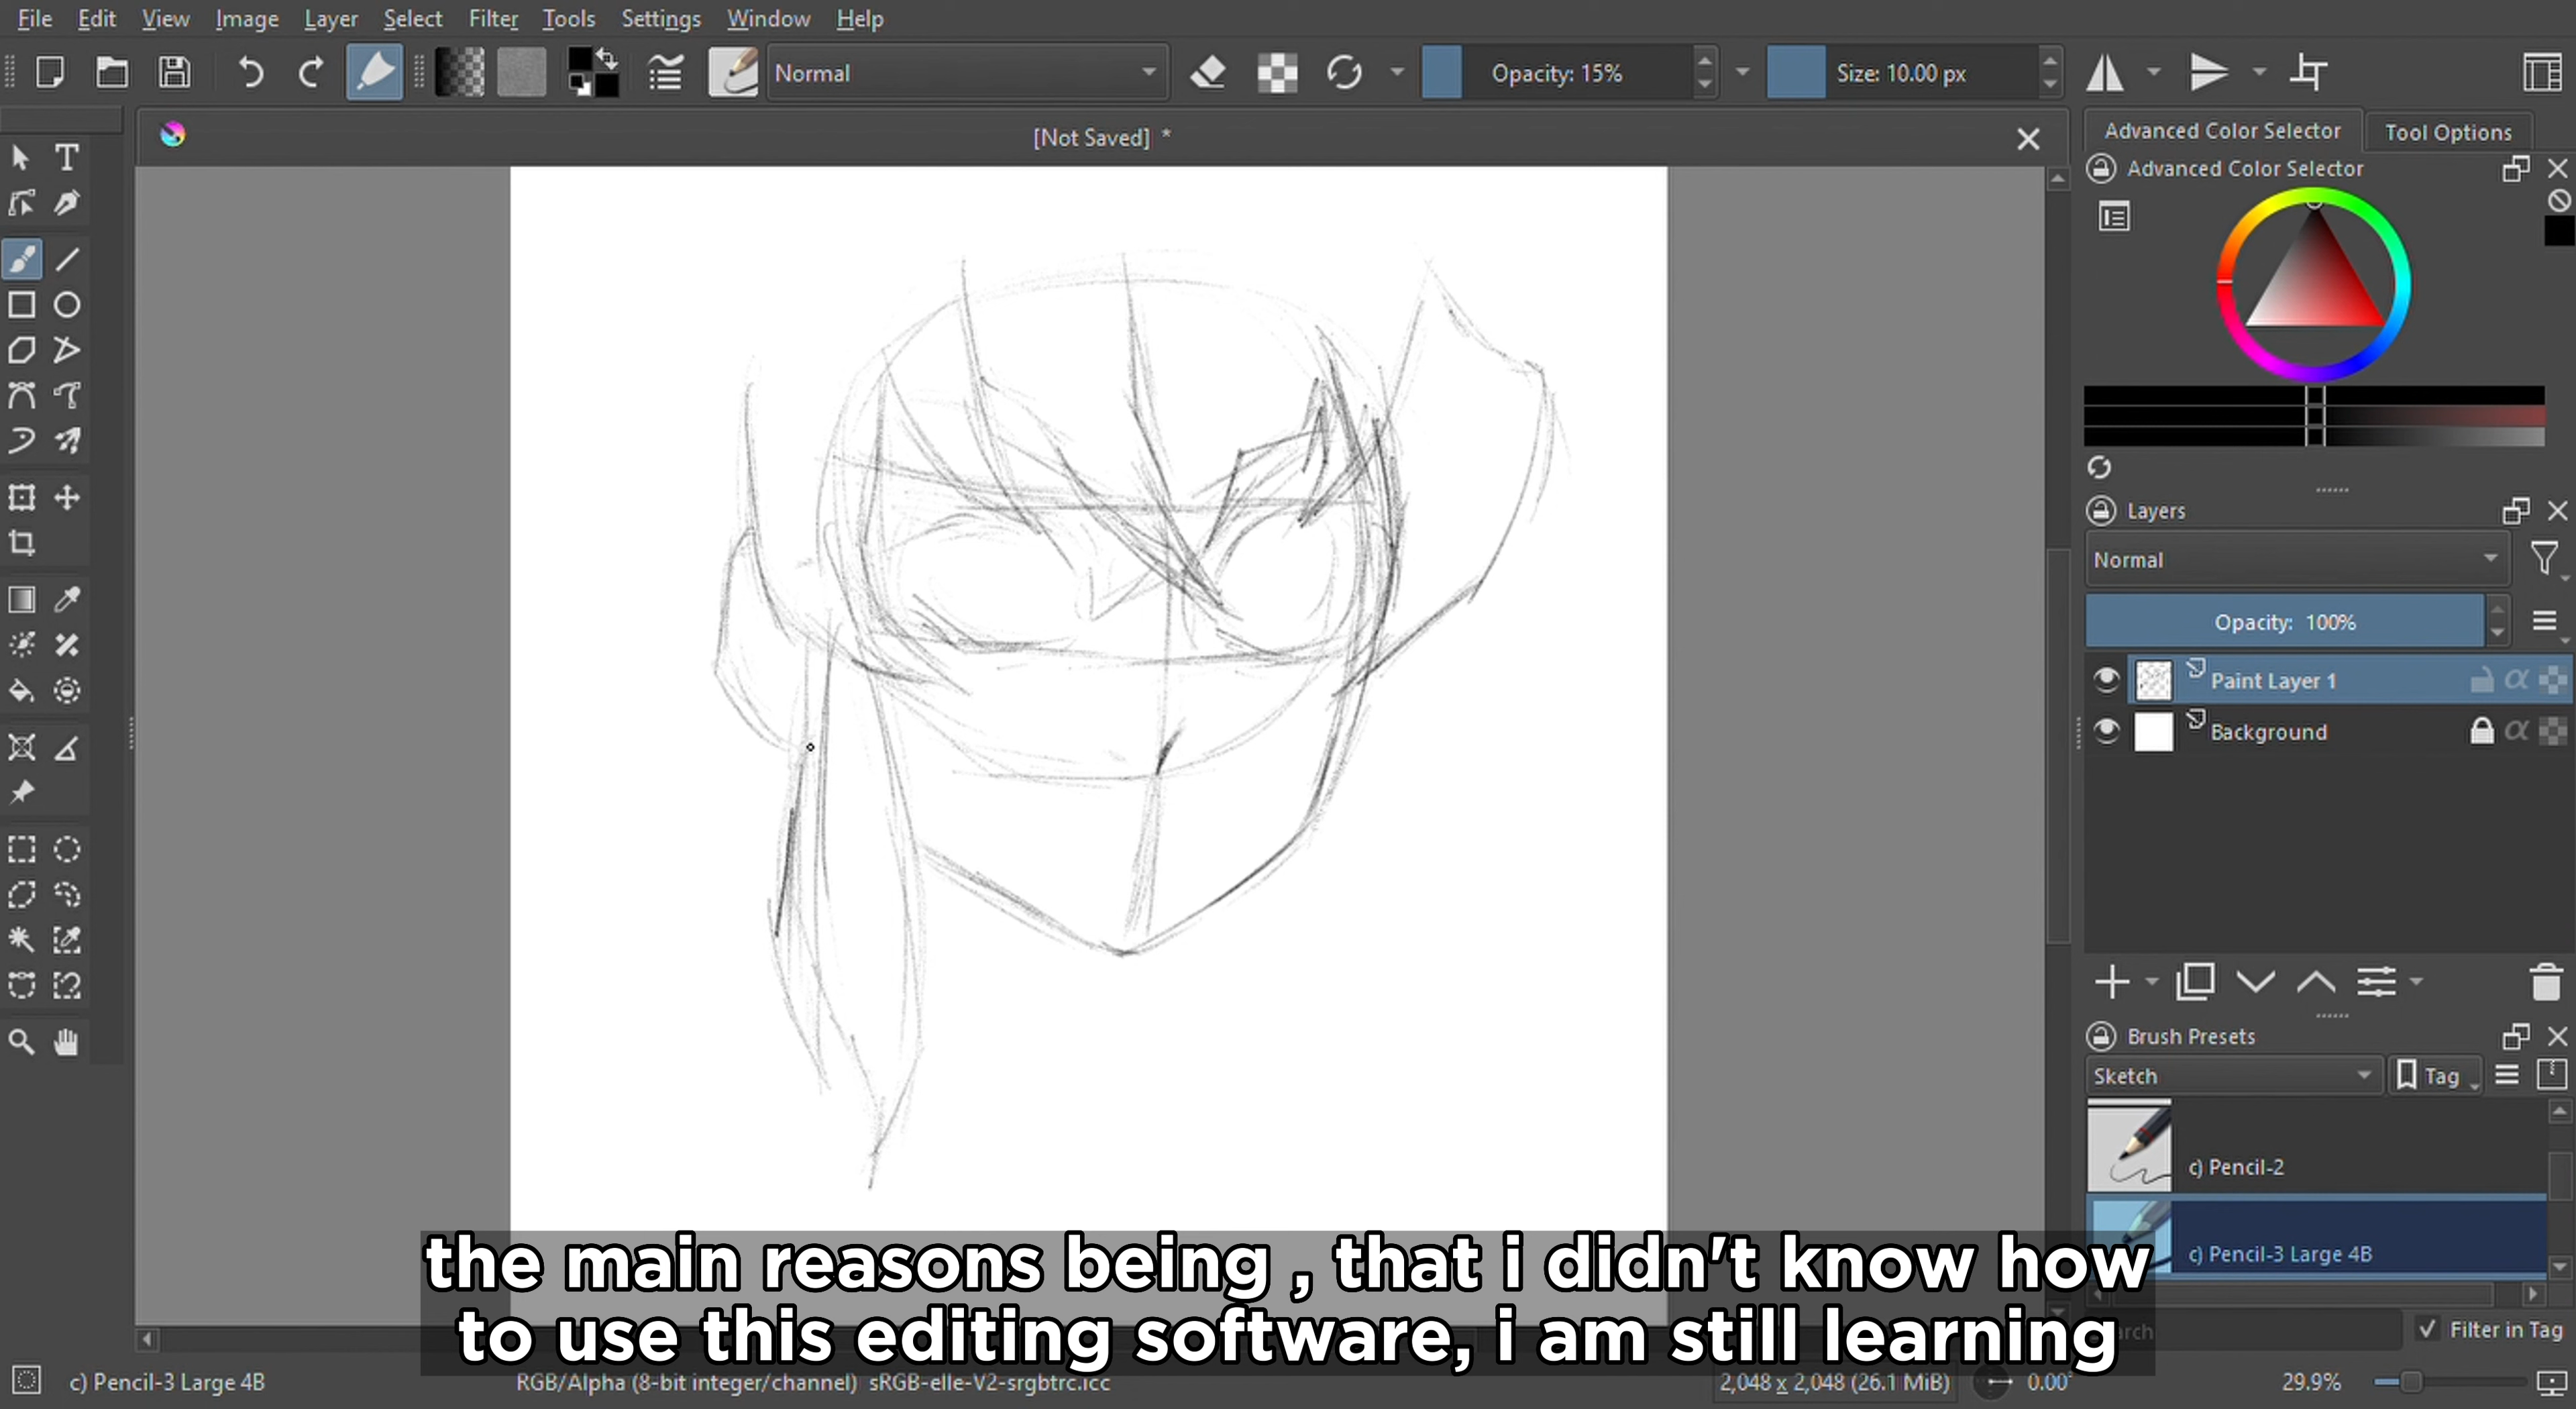 File Edit View Image Layer Select Filter Tools Settings Window Help
Normal Opacity: 15% Size: 10.00 px
[Not Saved] *
Advanced Color Selector Tool Options
Advanced Color Selector
Layers
Normal
Opacity: 100%
Paint Layer 1
Background
Brush Presets
Sketch Tag
c) Pencil-2
c) Pencil-3 Large 4B
the main reasons being , that i didn't know how
to use this editing software, i am still learning
Filter in Tag
c) Pencil-3 Large 4B RGB/Alpha (8-bit integer/channel) sRGB-elle-V2-srgbtrc.icc 2,048 x 2,048 (26.1 MiB) 0.00° 29.9%